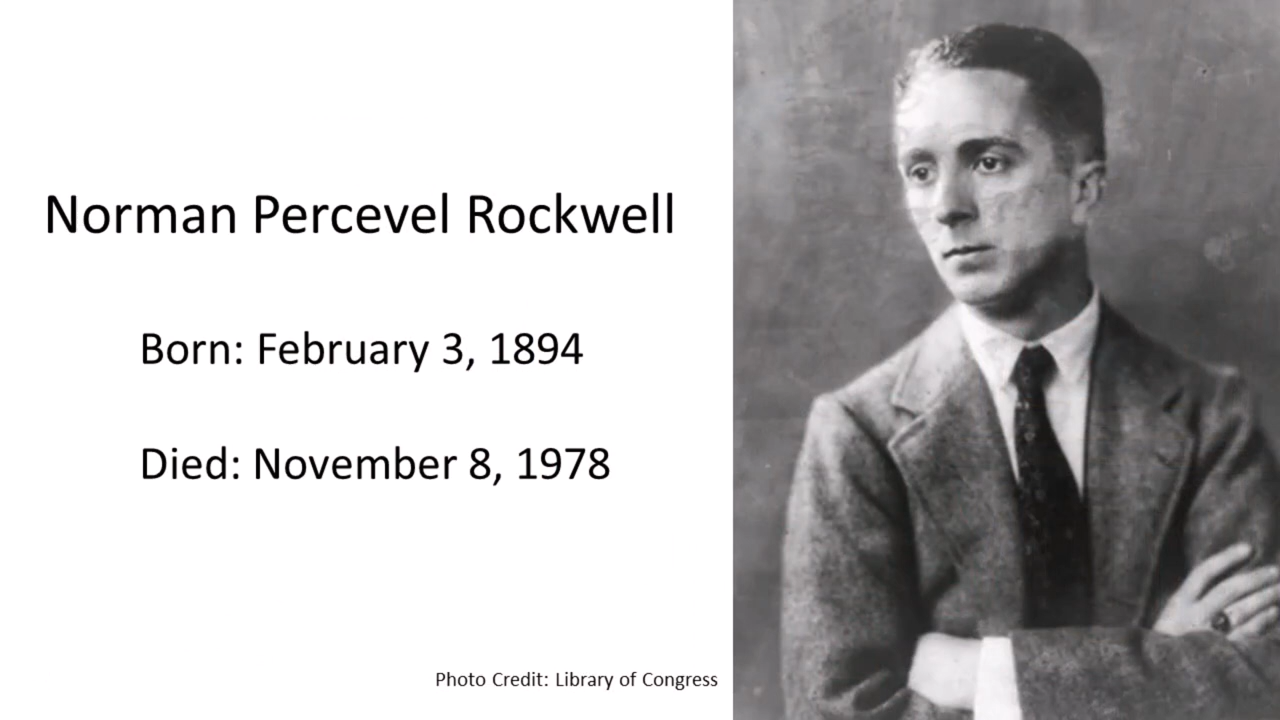 Norman Percevel Rockwell
Born: February 3, 1894
Died: November 8, 1978
Photo Credit: Library of Congress